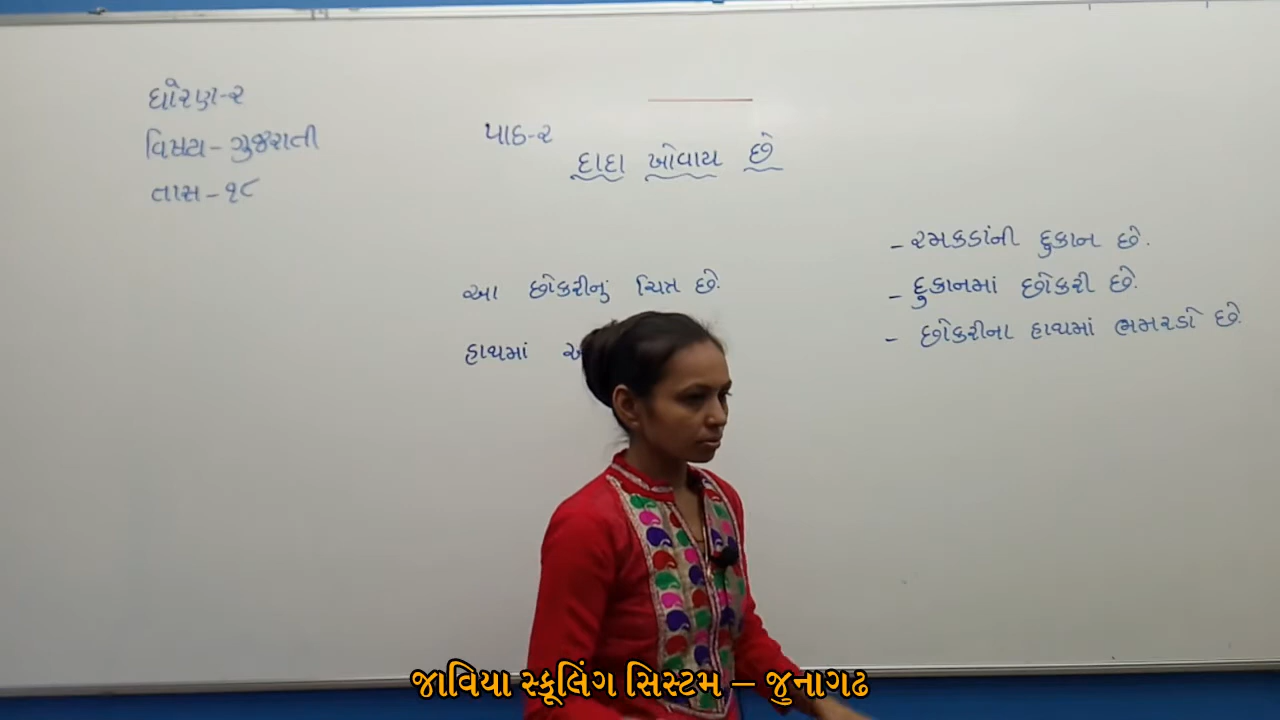 ધોરણ-૨
વિષય- ગુજરાતી
તાસ-૧૮
પાઠ-૨
દાદા ખોવાય છે
આ છોકરીનું ચિત્ર છે.
હાથમાં
- રમકડાંની દુકાન છે.
- દુકાનમાં છોકરી છે.
- છોકરીના હાથમાં ભમરડો છે.
જાવિયા સ્કૂલિંગ સિસ્ટમ – જુનાગઢ